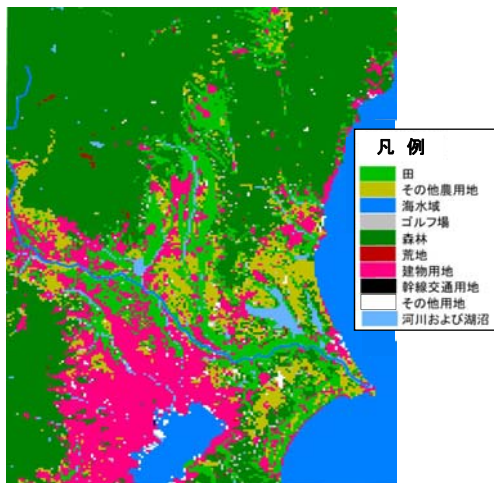 凡 例
田
その他農用地
海水域
ゴルフ場
森林
荒地
建物用地
幹線交通用地
その他用地
河川および湖沼